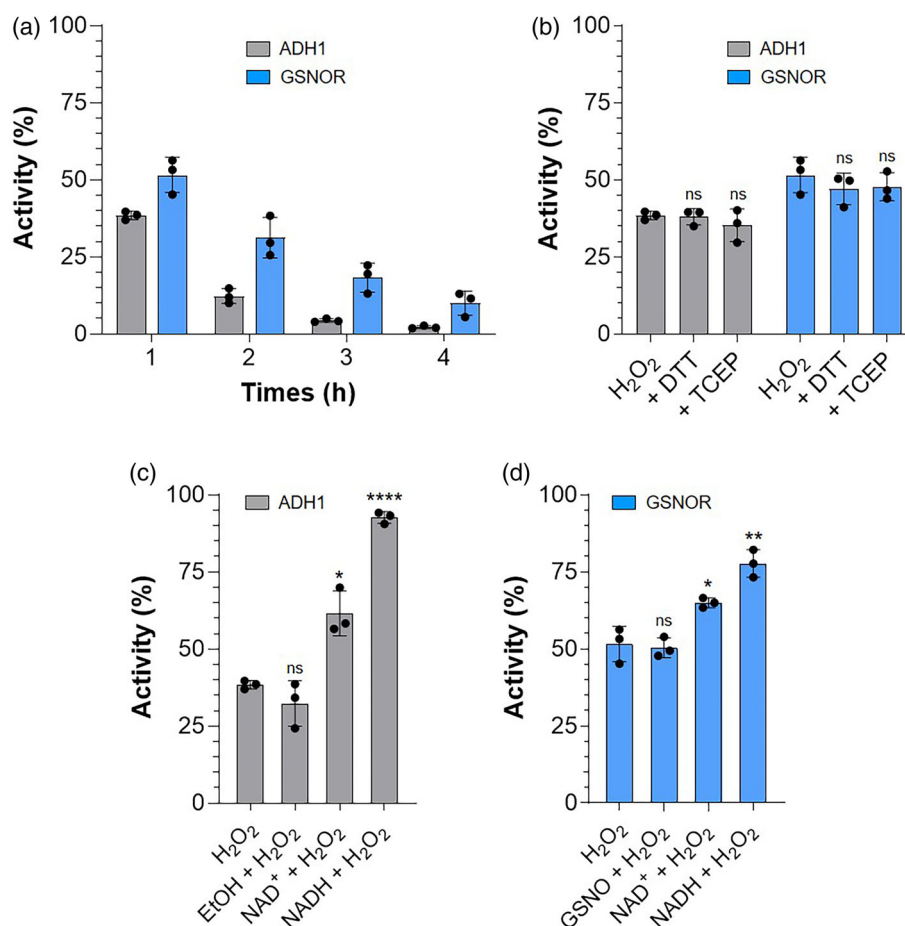 (a)
100
75
50
25
0
Activity (%)
ADH1
GSNOR
1 2 3 4
Times (h)
(b)
100
75
50
25
0
Activity (%)
ADH1
GSNOR
ns ns ns ns
H₂O₂
+ DTT
+ TCEP
H₂O₂
+ DTT
+ TCEP
(c)
100
75
50
25
0
Activity (%)
ADH1
ns * ****
H₂O₂
EtOH + H₂O₂
NAD⁺ + H₂O₂
NADH + H₂O₂
(d)
100
75
50
25
0
Activity (%)
GSNOR
ns * **
H₂O₂
GSNO + H₂O₂
NAD⁺ + H₂O₂
NADH + H₂O₂